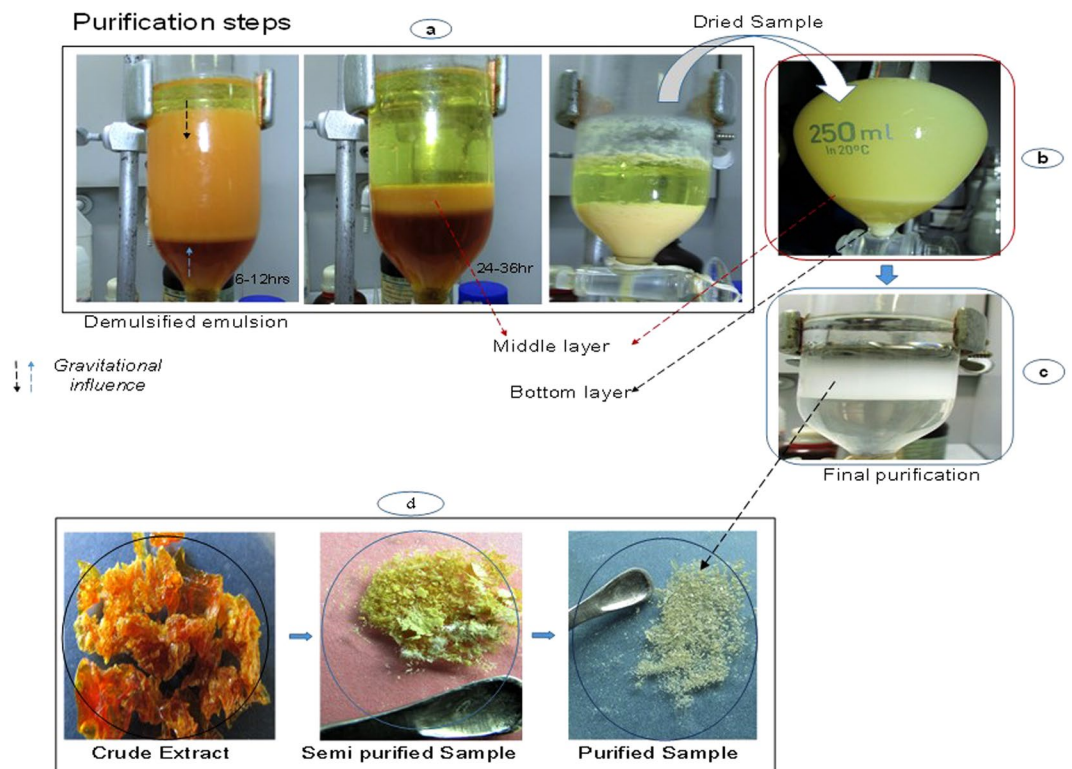 Purification steps
a
Dried Sample
6-12hrs
24-36hr
250 ml
In 20°C
b
Demulsified emulsion
Middle layer
Gravitational
influence
Bottom layer
c
Final purification
d
Crude Extract
Semi purified Sample
Purified Sample